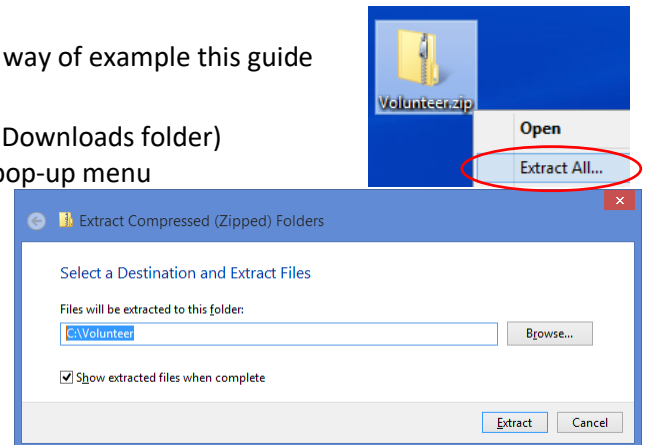 way of example this guide
Downloads folder)
pop-up menu
Volunteer.zip
Open
Extract All...
Extract Compressed (Zipped) Folders
Select a Destination and Extract Files
Files will be extracted to this folder:
C:\Volunteer
Browse...
Show extracted files when complete
Extract
Cancel